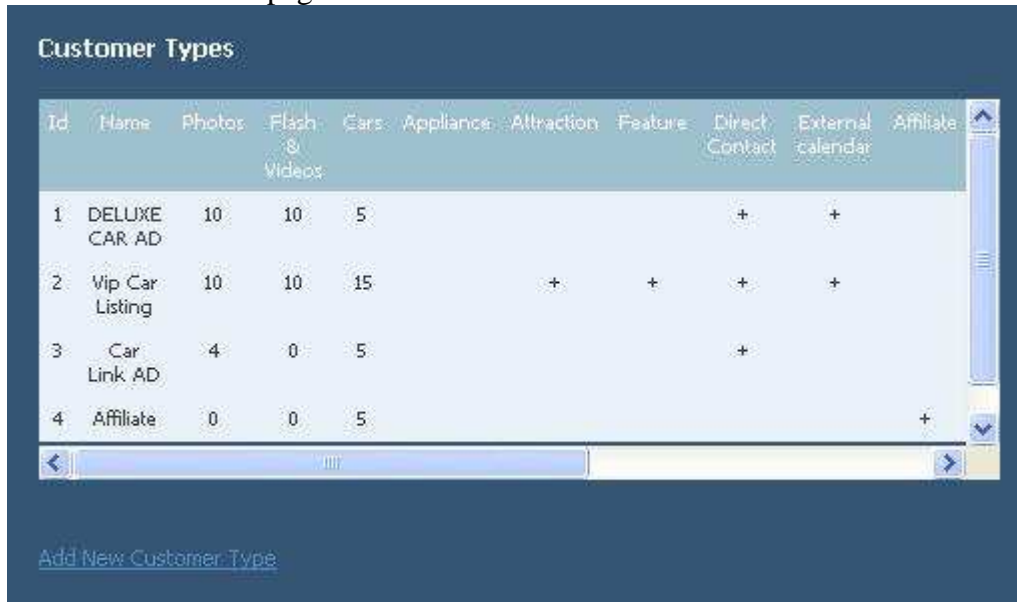 Customer Types
Id Name Photos Flash & Videos Cars Appliance Attraction Feature Direct Contact External calendar Affiliate
1 DELUXE CAR AD 10 10 5 + +
2 Vip Car Listing 10 10 15 + + + +
3 Car Link AD 4 0 5 +
4 Affiliate 0 0 5 +
Add New Customer Type